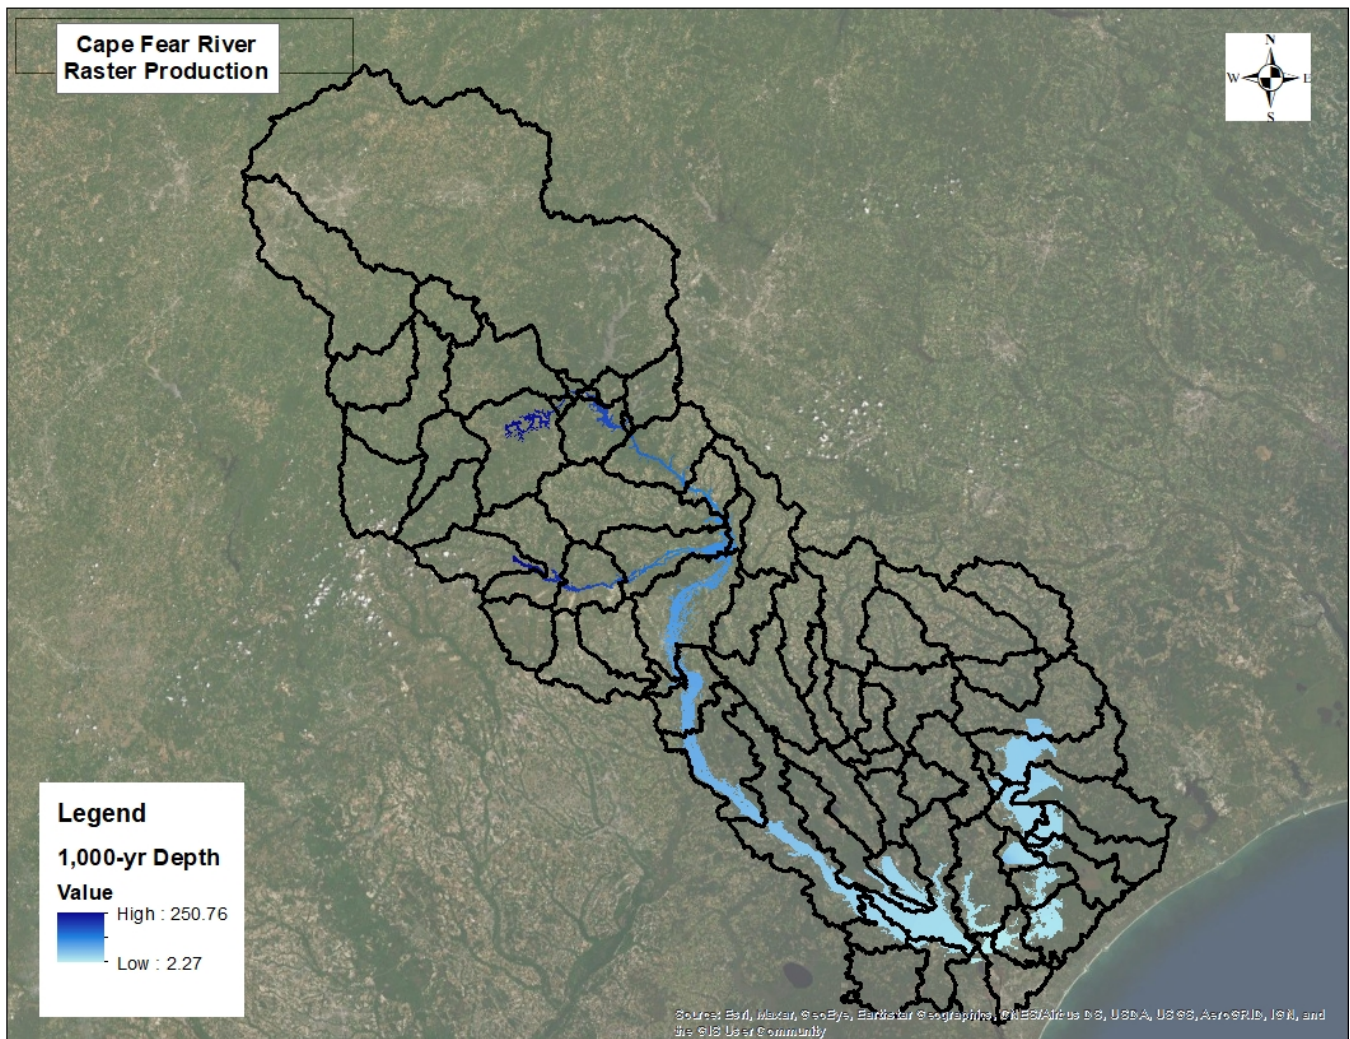 Cape Fear River
Raster Production
N
W E
S
Legend
1,000-yr Depth
Value
High : 250.76
Low : 2.27
Source: Esri, Maxar, GeoEye, Earthstar Geographics, CNES/Airbus DS, USDA, USGS, AeroGRID, IGN, and
the GIS User Community